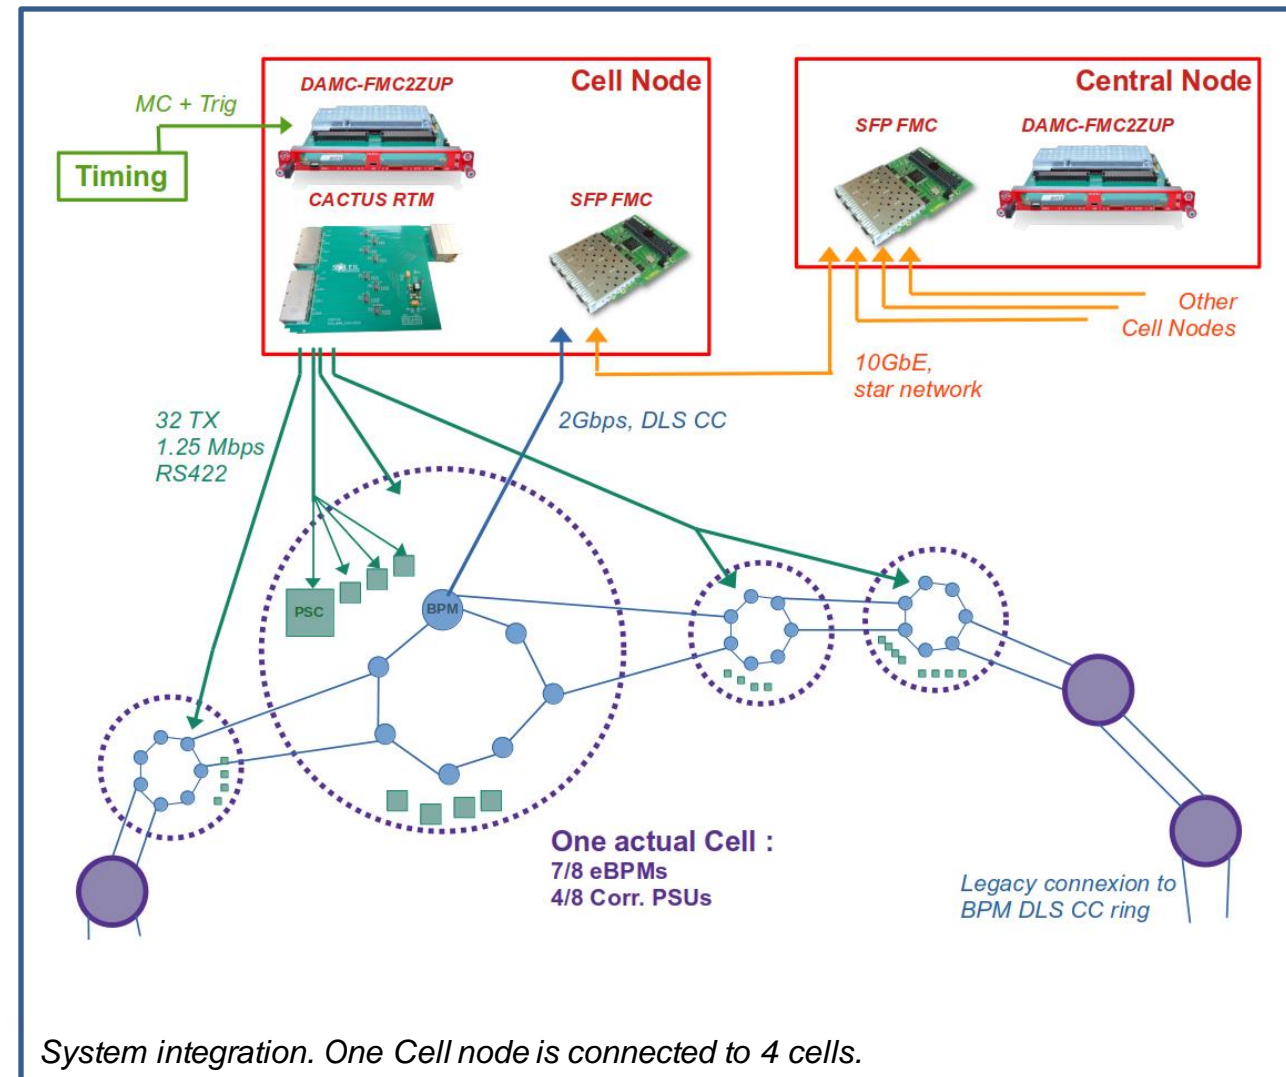 Cell Node
DAMC-FMC2ZUP
MC + Trig
Timing
CACTUS RTM
SFP FMC
Central Node
SFP FMC
DAMC-FMC2ZUP
Other
Cell Nodes
10GbE,
star network
32 TX
1.25 Mbps
RS422
2Gbps, DLS CC
PSC
BPM
One actual Cell :
7/8 eBPMs
4/8 Corr. PSUs
Legacy connexion to
BPM DLS CC ring
System integration. One Cell node is connected to 4 cells.